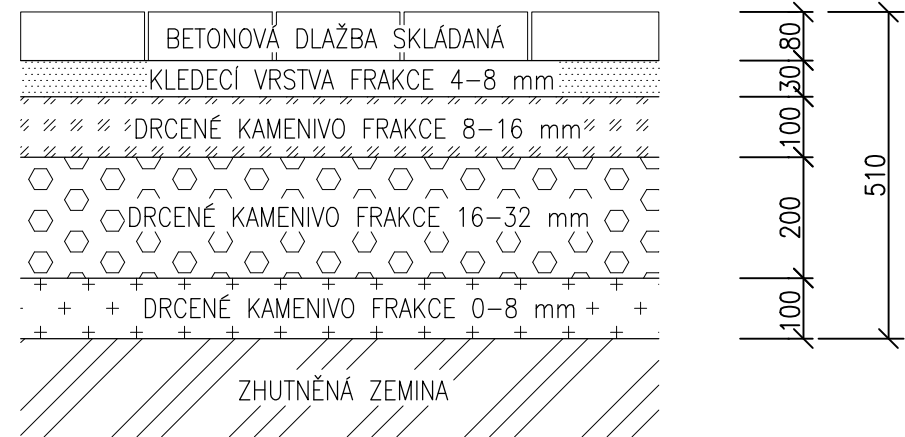 BETONOVÁ DLAŽBA SKLÁDANÁ
KLEDECÍ VRSTVA FRAKCE 4-8 mm
DRCENÉ KAMENIVO FRAKCE 8-16 mm
DRCENÉ KAMENIVO FRAKCE 16-32 mm
DRCENÉ KAMENIVO FRAKCE 0-8 mm
ZHUTNĚNÁ ZEMINA
80
30
100
200
100
510